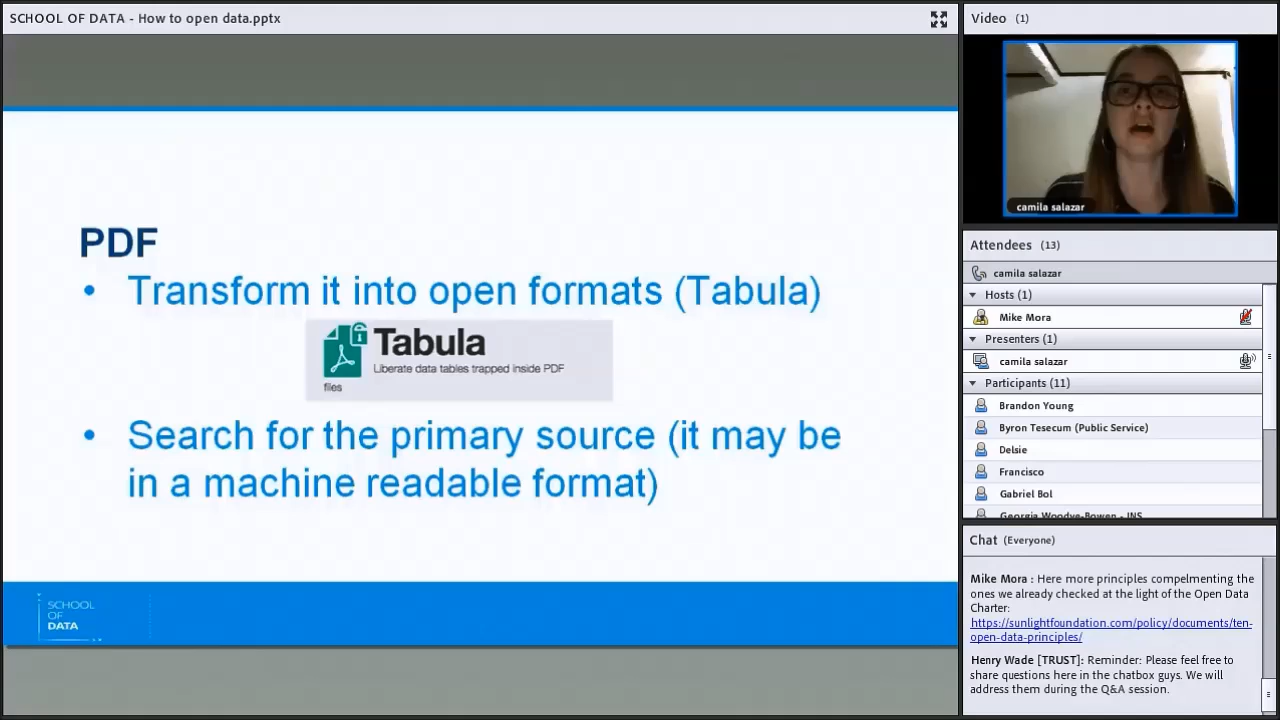 SCHOOL OF DATA - How to open data.pptx
PDF
• Transform it into open formats (Tabula)
Tabula
Liberate data tables trapped inside PDF
files
• Search for the primary source (it may be
in a machine readable format)
SCHOOL
OF
DATA
Video (1)
camila salazar
Attendees (13)
camila salazar
Hosts (1)
Mike Mora
Presenters (1)
camila salazar
Participants (11)
Brandon Young
Byron Tesecum (Public Service)
Delsie
Francisco
Gabriel Bol
Georgia Woodye-Bowen - INS
Chat (Everyone)
Mike Mora : Here more principles compelmenting the
ones we already checked at the light of the Open Data
Charter:
https://sunlightfoundation.com/policy/documents/ten-
open-data-principles/
Henry Wade [TRUST]: Reminder: Please feel free to
share questions here in the chatbox guys. We will
address them during the Q&A session.